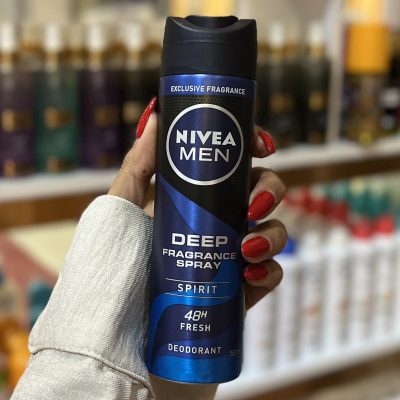 EXCLUSIVE FRAGRANCE
NIVEA
MEN
DEEP
FRAGRANCE
SPRAY
SPIRIT
48H
FRESH
DEODORANT